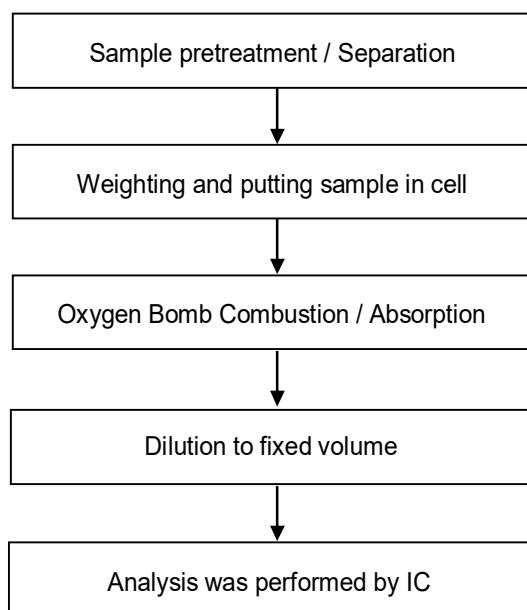 Sample pretreatment / Separation
Weighting and putting sample in cell
Oxygen Bomb Combustion / Absorption
Dilution to fixed volume
Analysis was performed by IC